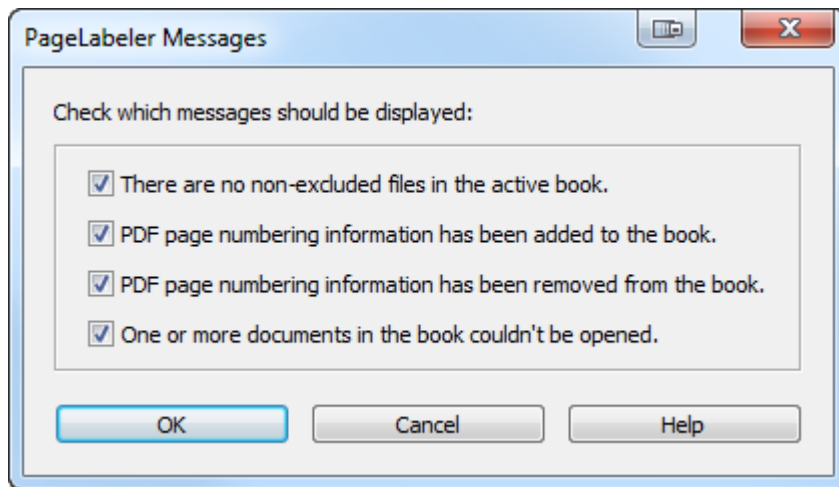 PageLabeler Messages
Check which messages should be displayed:
There are no non-excluded files in the active book.
PDF page numbering information has been added to the book.
PDF page numbering information has been removed from the book.
One or more documents in the book couldn't be opened.
OK Cancel Help